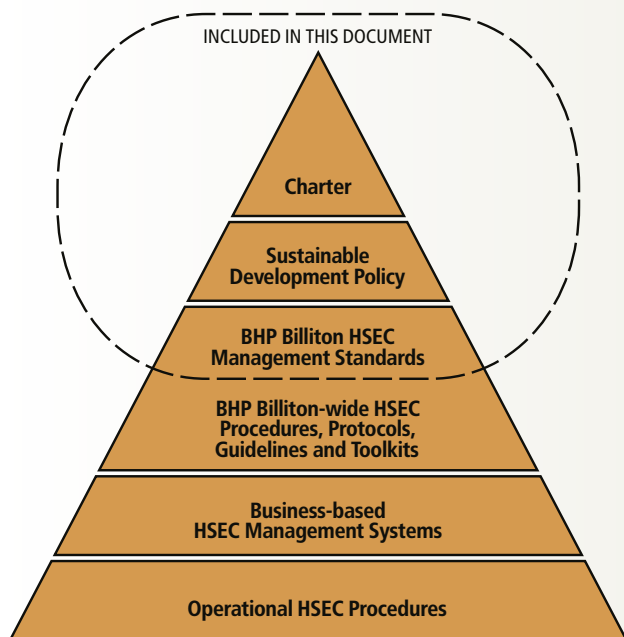 INCLUDED IN THIS DOCUMENT
Charter
Sustainable
Development Policy
BHP Billiton HSEC
Management Standards
BHP Billiton-wide HSEC
Procedures, Protocols,
Guidelines and Toolkits
Business-based
HSEC Management Systems
Operational HSEC Procedures